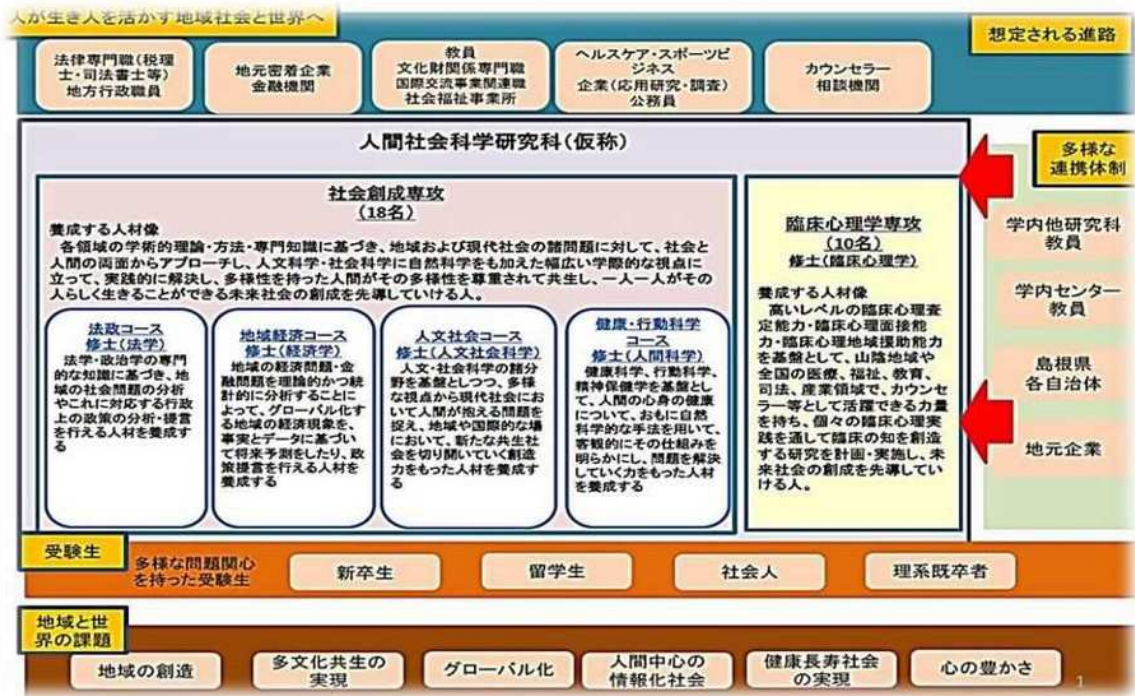 人が生き人を活かす地域社会と世界へ
想定される進路
法律専門職(税理
士・司法書士等)
地方行政職員
地元密着企業
金融機関
教員
文化財関係専門職
国際交流事業関連職
社会福祉事業所
ヘルスケア・スポーツビ
ジネス
企業(応用研究・調査)
公務員
カウンセラー
相談機関
人間社会科学研究科(仮称)
多様な
連携体制
学内他研究科
教員
学内センター
教員
島根県
各自治体
地元企業
社会創成専攻
(18名)
養成する人材像
各領域の学術的理論・方法・専門知識に基づき、地域および現代社会の諸問題に対して、社会と
人間の両面からアプローチし、人文科学・社会科学に自然科学をも加えた幅広い学際的な視点に
立って、実践的に解決し、多様性を持った人間がその多様性を尊重されて共生し、一人一人がその
人らしく生きることができる未来社会の創成を先導していける人。
法政コース
修士(法学)
法学・政治学の専門
的な知識に基づき、地
域の社会問題の分析
やこれに対応する行政
上の政策の分析・提言
を行える人材を養成す
る
地域経済コース
修士(経済学)
地域の経済問題・金
融問題を理論的かつ統
計的に分析することに
よって、グローバル化す
る地域の経済現象を、
事実とデータに基づい
て将来予測をしたり、政
策提言を行える人材を
養成する
人文社会コース
修士(人文社会科学)
人文・社会科学の諸分
野を基盤としつつ、多様
な視点から現代社会に
おいて人間が抱える問題を
捉え、地域や国際的な場
において、新たな共生社
会を切り開いていく創造
力をもった人材を養成す
る
健康・行動科学
コース
修士(人間科学)
健康科学、行動科学、
精神保健学を基盤とし
て、人間の心身の健康
について、おもに自然
科学的な手法を用いて、
客観的にその仕組みを
明らかにし、問題を解決
していく力をもった人材
を養成する
臨床心理学専攻
(10名)
修士(臨床心理学)
養成する人材像
高いレベルの臨床心理査
定能力・臨床心理面接能
力・臨床心理地域援助能力
を基盤として、山陰地域や
全国の医療、福祉、教育、
司法、産業領域で、カウンセ
ラー等として活躍できる力量
を持ち、個々の臨床心理実
践を通して臨床の知を創造
する研究を計画・実施し、未
来社会の創成を先導してい
ける人。
受験生
多様な問題関心
を持った受験生
新卒生
留学生
社会人
理系既卒者
地域と世
界の課題
地域の創造
多文化共生の
実現
グローバル化
人間中心の
情報化社会
健康長寿社会
の実現
心の豊かさ
1